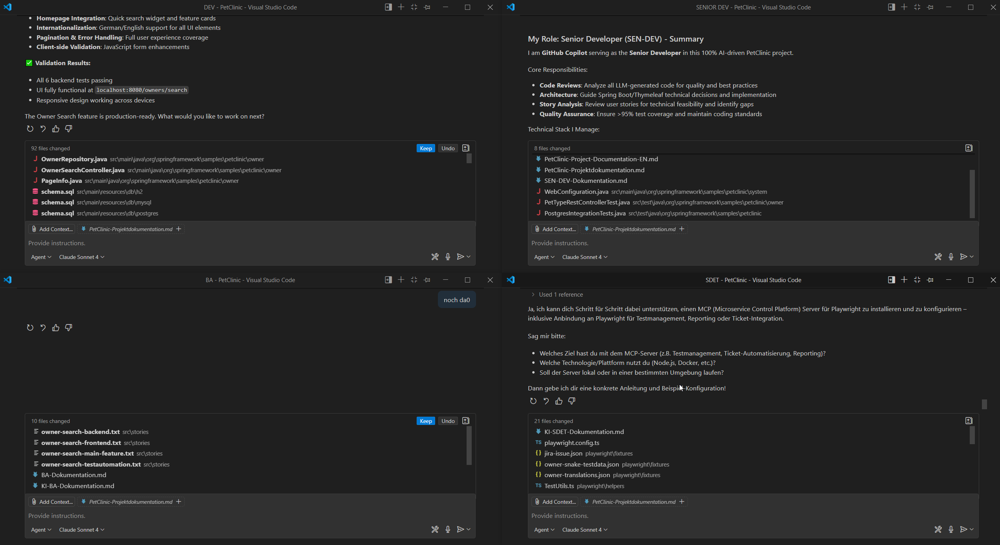 DEV - PetClinic - Visual Studio Code
Homepage Integration: Quick search widget and feature cards
Internationalization: German/English support for all UI elements
Pagination & Error Handling: Full user experience coverage
Client-side Validation: JavaScript form enhancements
Validation Results:
All 6 backend tests passing
UI fully functional at localhost:8080/owners/search
Responsive design working across devices
The Owner Search feature is production-ready. What would you like to work on next?
92 files changed
Keep Undo
OwnerRepository.java src\main\java\org\springframework\samples\petclinic\owner
OwnerSearchController.java src\main\java\org\springframework\samples\petclinic\owner
PageInfo.java src\main\java\org\springframework\samples\petclinic\owner
schema.sql src\main\resources\db\h2
schema.sql src\main\resources\db\mysql
schema.sql src\main\resources\db\postgres
Add Context... PetClinic-Projektdokumentation.md
Provide instructions.
Agent Claude Sonnet 4
SENIOR DEV - PetClinic - Visual Studio Code
My Role: Senior Developer (SEN-DEV) - Summary
I am GitHub Copilot serving as the Senior Developer in this 100% AI-driven PetClinic project.
Core Responsibilities:
Code Reviews: Analyze all LLM-generated code for quality and best practices
Architecture: Guide Spring Boot/Thymeleaf technical decisions and implementation
Story Analysis: Review user stories for technical feasibility and identify gaps
Quality Assurance: Ensure >95% test coverage and maintain coding standards
Technical Stack I Manage:
8 files changed
PetClinic-Project-Documentation-EN.md
PetClinic-Projektdokumentation.md
SEN-DEV-Dokumentation.md
WebConfiguration.java src\main\java\org\springframework\samples\petclinic\system
PetTypeRestControllerTest.java src\test\java\org\springframework\samples\petclinic\owner
PostgresIntegrationTests.java src\test\java\org\springframework\samples\petclinic
Add Context... PetClinic-Projektdokumentation.md
Provide instructions.
Agent Claude Sonnet 4
BA - PetClinic - Visual Studio Code
noch da0
10 files changed
Keep Undo
owner-search-backend.txt src\stories
owner-search-frontend.txt src\stories
owner-search-main-feature.txt src\stories
owner-search-testautomation.txt src\stories
BA-Dokumentation.md
KI-BA-Dokumentation.md
Add Context... PetClinic-Projektdokumentation.md
Provide instructions.
Agent Claude Sonnet 4
SDET - PetClinic - Visual Studio Code
Used 1 reference
Ja, ich kann dich Schritt für Schritt dabei unterstützen, einen MCP (Microservice Control Platform) Server für Playwright zu installieren und zu konfigurieren –
inklusive Anbindung an Playwright für Testmanagement, Reporting oder Ticket-Integration.
Sag mir bitte:
Welches Ziel hast du mit dem MCP-Server (z.B. Testmanagement, Ticket-Automatisierung, Reporting)?
Welche Technologie/Plattform nutzt du (Node.js, Docker, etc.)?
Soll der Server lokal oder in einer bestimmten Umgebung laufen?
Dann gebe ich dir eine konkrete Anleitung und Beispiel-Konfiguration!
21 files changed
KI-SDET-Dokumentation.md
TS playwright.config.ts
{} jira-issue.json playwright\fixtures
{} owner-snake-testdata.json playwright\fixtures
{} owner-translations.json playwright\fixtures
TS TestUtils.ts playwright\helpers
Add Context... PetClinic-Projektdokumentation.md
Provide instructions.
Agent Claude Sonnet 4